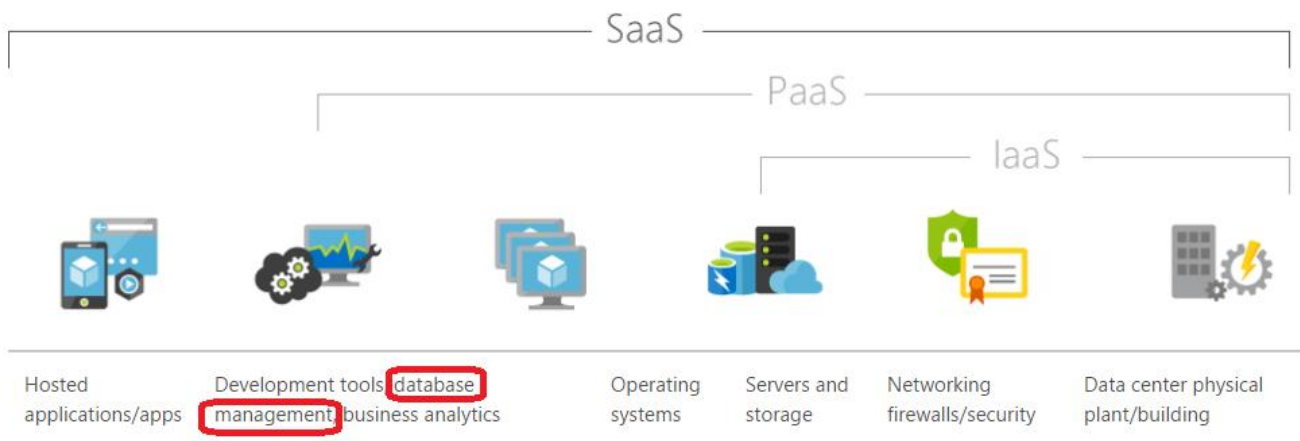 SaaS
PaaS
IaaS
Hosted
applications/apps
Development tools, database
management, business analytics
Operating
systems
Servers and
storage
Networking
firewalls/security
Data center physical
plant/building